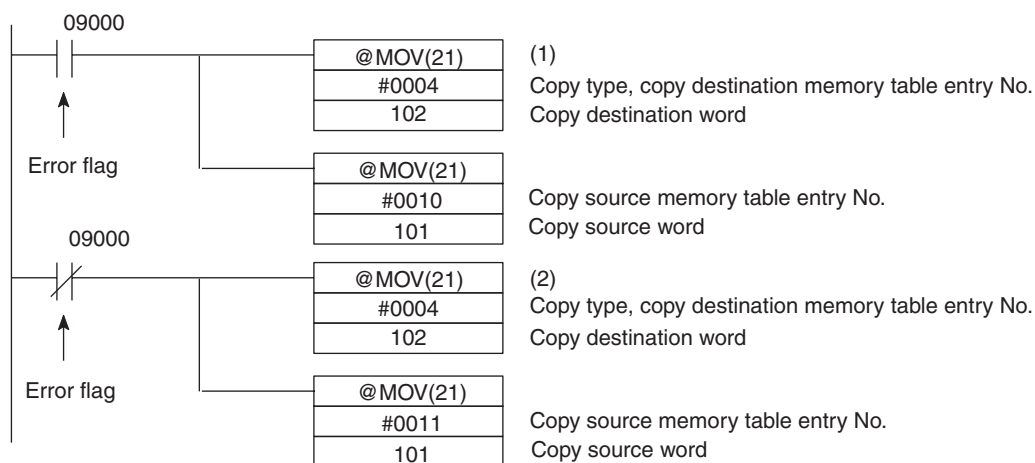 09000
@MOV(21) (1)
#0004 Copy type, copy destination memory table entry No.
102 Copy destination word
Error flag
@MOV(21)
#0010 Copy source memory table entry No.
101 Copy source word
09000
@MOV(21) (2)
#0004 Copy type, copy destination memory table entry No.
102 Copy destination word
Error flag
@MOV(21)
#0011 Copy source memory table entry No.
101 Copy source word